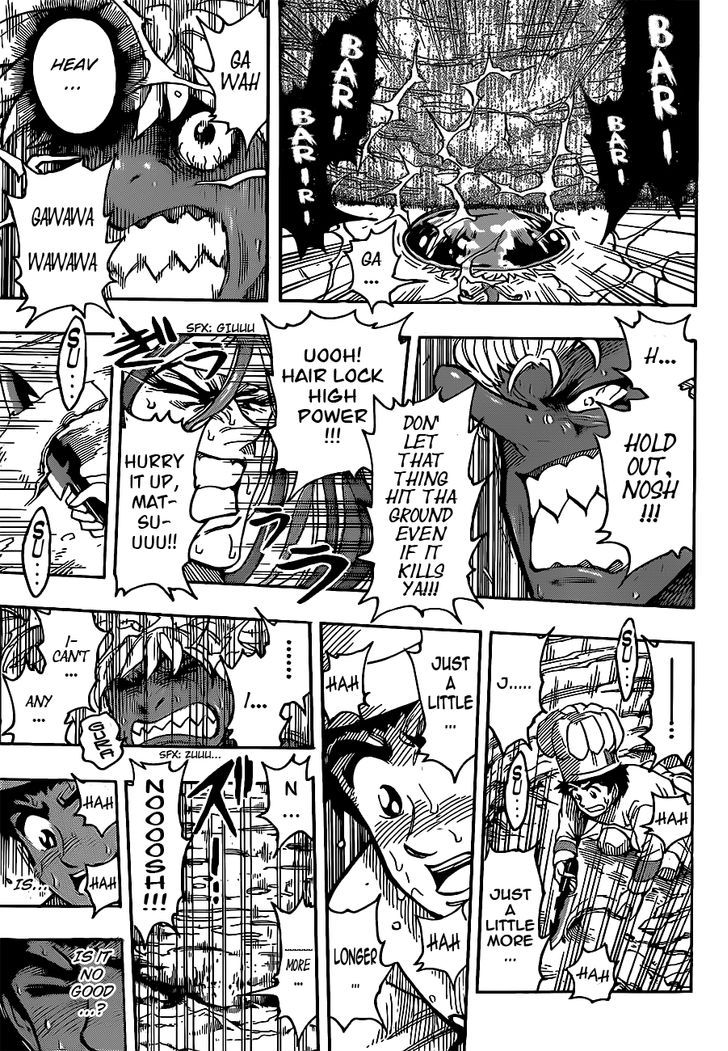 BARI
BARI
BARI
BARIRI
GA
...
GA
WAH
HEAV
...
GAWAWA
WAWAWA
H...
HOLD
OUT,
NOSH
!!!
DON'
LET
THAT
THING
HIT THA
GROUND
EVEN
IF IT
KILLS
YA!!!
UOOH!
HAIR LOCK
HIGH
POWER
!!!
SFX: GIUUU
HURRY
IT UP,
MAT-
SU-
UUU!!
SU...
SU...
SU...
J.....
HAH
SU...
JUST
A
LITTLE
MORE
...
HAH
JUST
A
LITTLE
...
HAH
HAH
LONGER
...
......
I...
I-
CAN'T
ANY
...
SFX: ZUUU...
N
...
MORE
NOOOOSH
!!!!
HAH
HAH
IS...
IS IT
NO
GOOD
...?